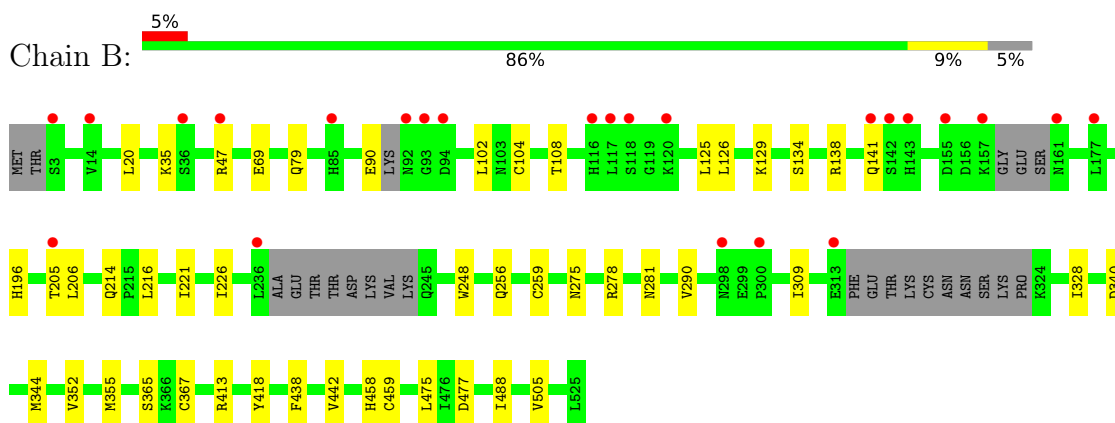 5%
Chain B:
86% 9% 5%
MET THR S3 V14 L20 K35 S36 R47 E69 Q79 H85 E90 LYS N92 G93 D94 L102 N103 C104 T108 H116 L117 S118 G119 K120 L125 L126 K129 S134 R138 Q141 S142 H143 D155 D156 K157 GLY GLU SER N161 L177
H196 T205 L206 Q214 P215 L216 I221 I226 L236 ALA GLU THR THR ASP LYS VAL LYS Q245 W248 Q256 C259 N275 R278 N281 V290 N298 E299 P300 I309 E313 PHE GLU THR LYS CYS ASN ASN SER LYS PRO K324 I328
M344 V352 M355 S365 K366 C367 R413 Y418 F438 V442 H458 C459 L475 I476 D477 I488 V505 L525